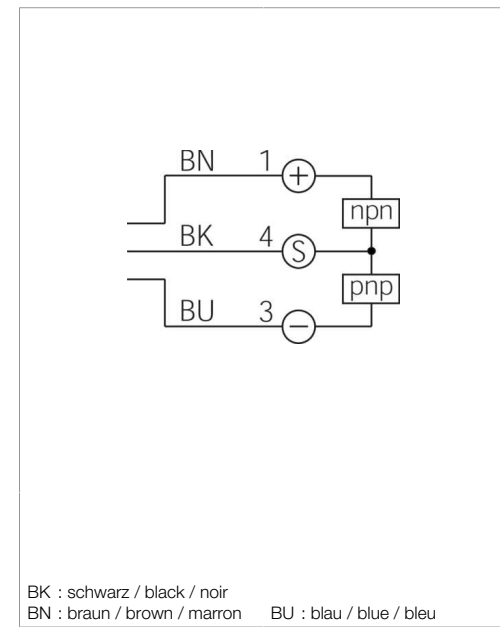 BN 1 +
npn
BK 4 S
pnp
BU 3 −
BK : schwarz / black / noir
BN : braun / brown / marron BU : blau / blue / bleu